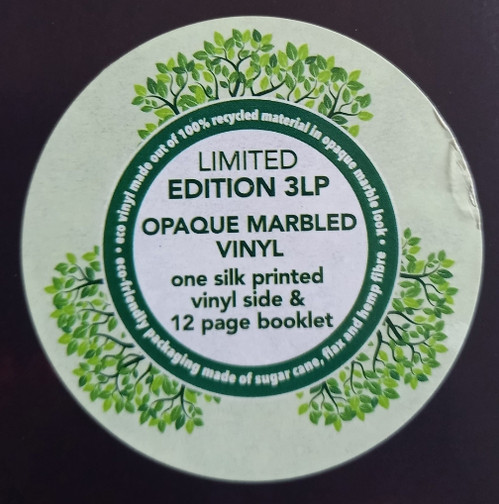 • eco vinyl made out of 100% recycled material in opaque marble look •
LIMITED
EDITION 3LP
OPAQUE MARBLED
VINYL
one silk printed
vinyl side &
12 page booklet
eco-friendly packaging made of sugar cane, flax and hemp fibre